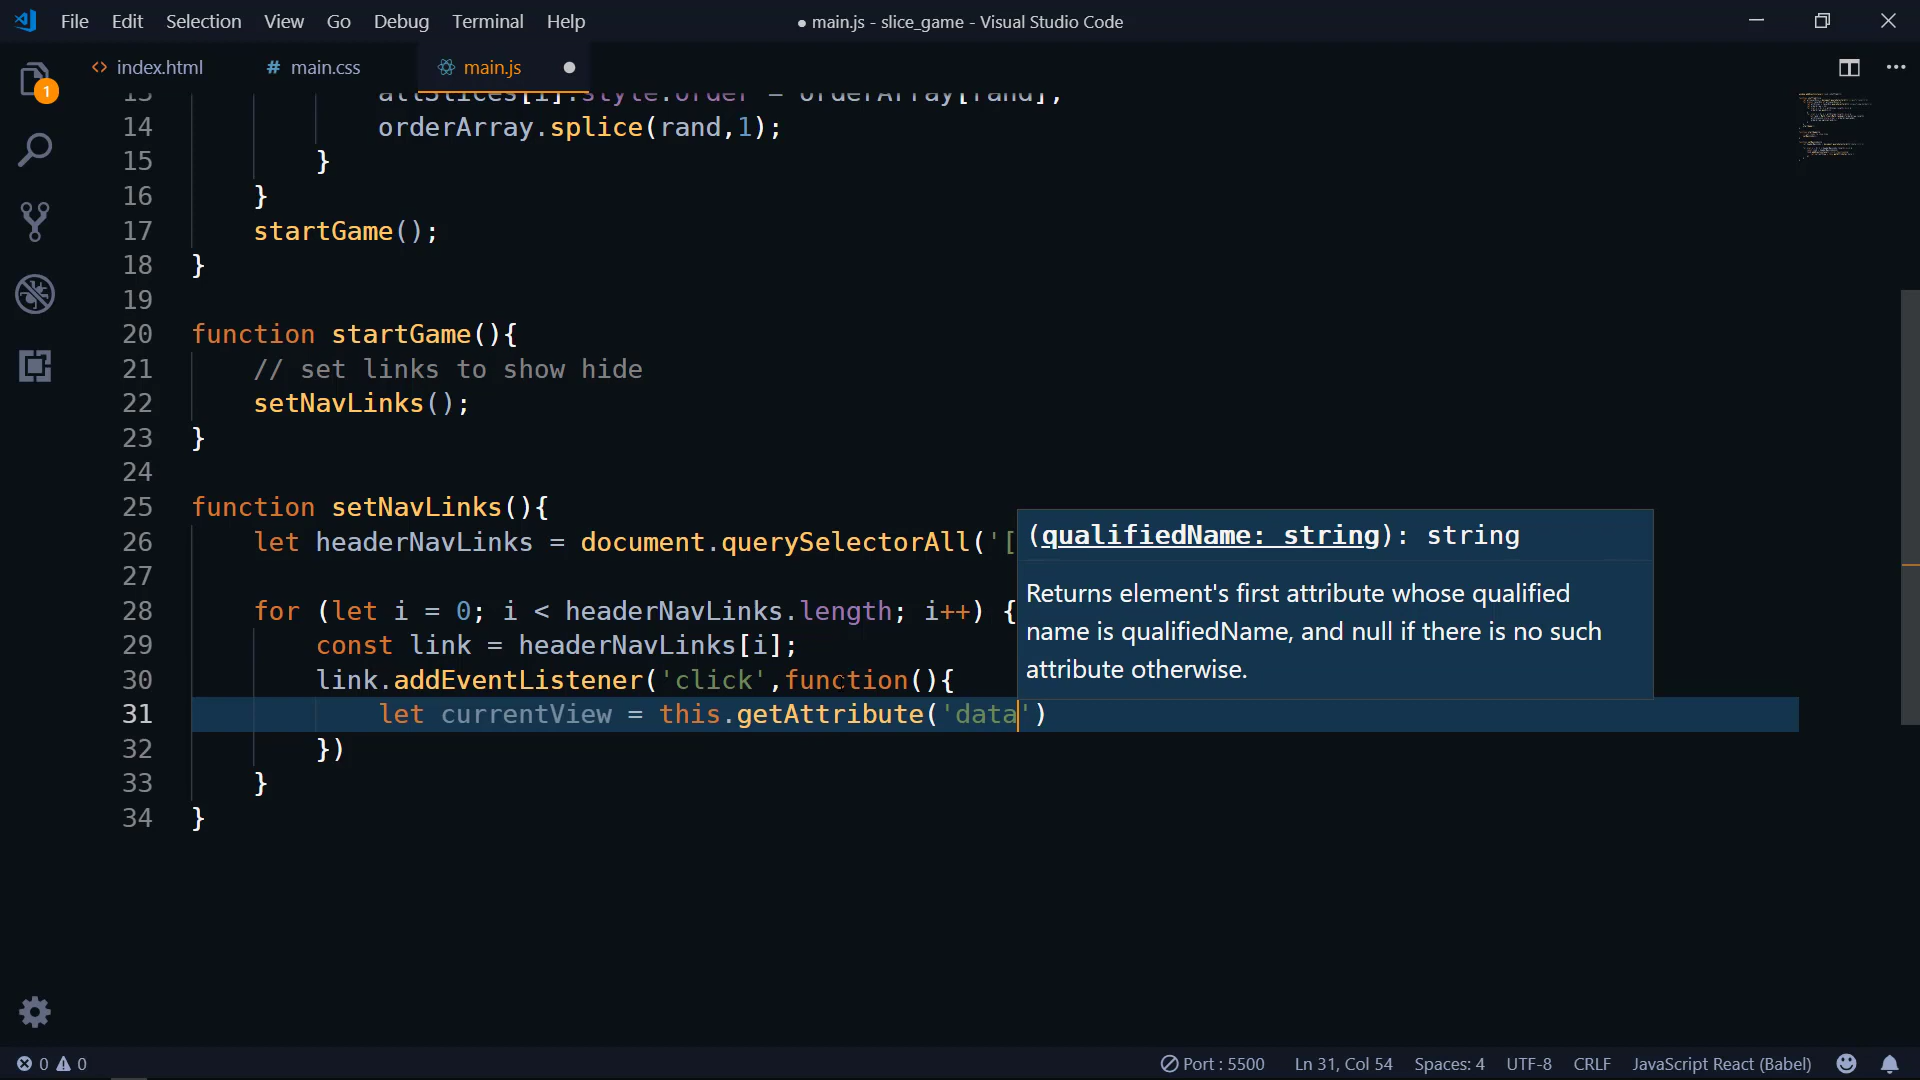 File Edit Selection View Go Debug Terminal Help
● main.js - slice_game - Visual Studio Code
index.html
# main.css
main.js
1
13
14 orderArray.splice(rand,1);
15 }
16 }
17 startGame();
18 }
19
20 function startGame(){
21 // set links to show hide
22 setNavLinks();
23 }
24
25 function setNavLinks(){
26 let headerNavLinks = document.querySelectorAll('[
27
28 for (let i = 0; i < headerNavLinks.length; i++) {
29 const link = headerNavLinks[i];
30 link.addEventListener('click',function(){
31 let currentView = this.getAttribute('data')
32 })
33 }
34 }
(qualifiedName: string): string
Returns element's first attribute whose qualified
name is qualifiedName, and null if there is no such
attribute otherwise.
0 0 Port : 5500 Ln 31, Col 54 Spaces: 4 UTF-8 CRLF JavaScript React (Babel)